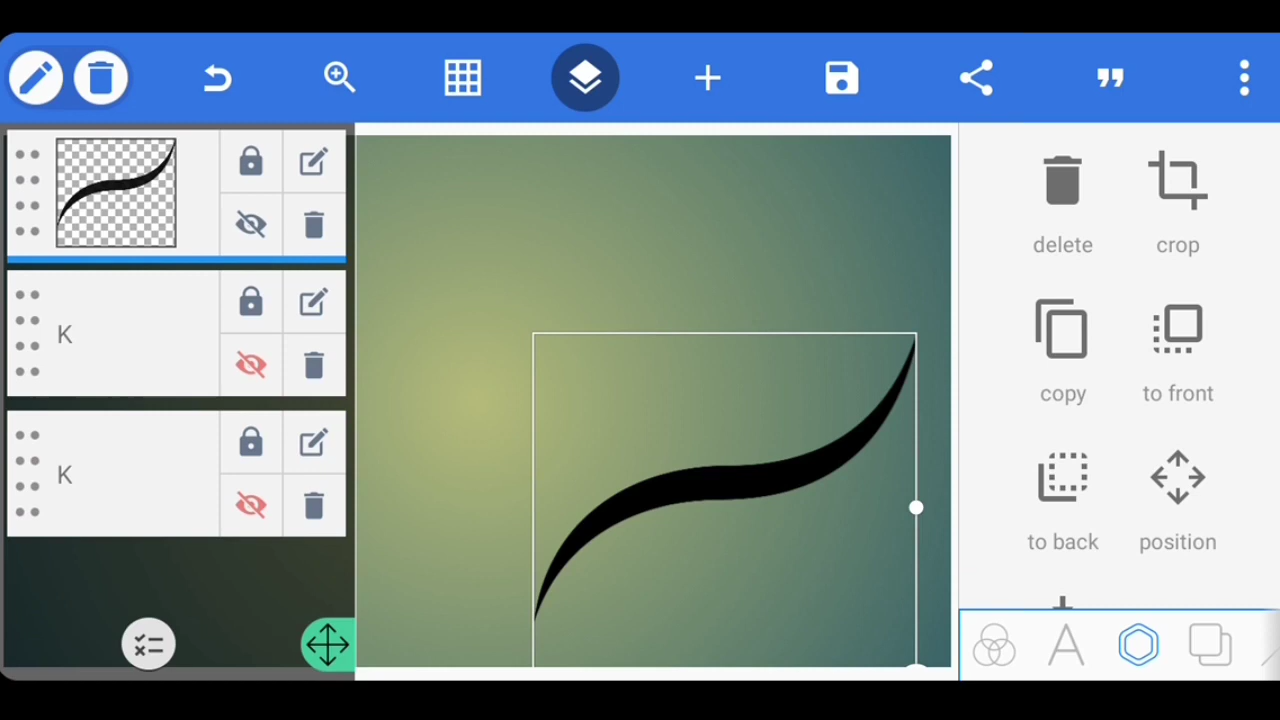 K
K
delete
crop
copy
to front
to back
position